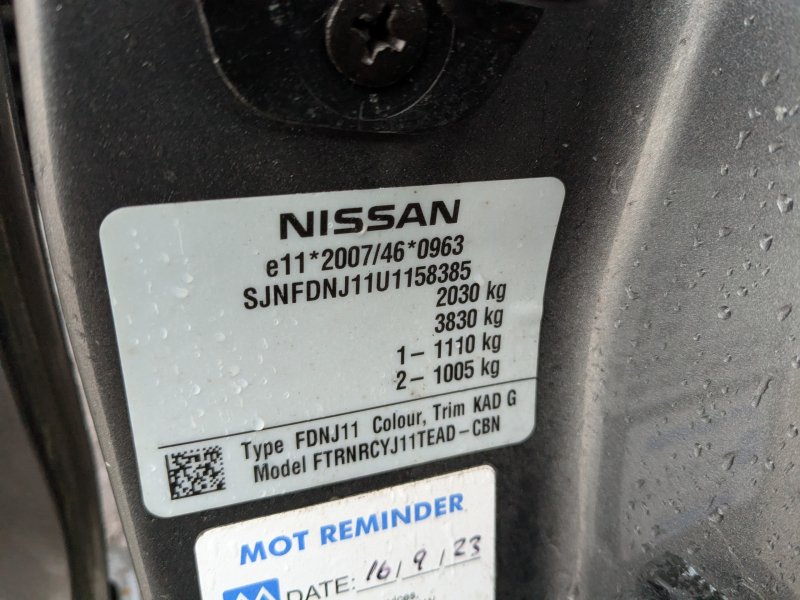 NISSAN
e11*2007/46*0963
SJNFDNJ11U1158385
2030 kg
3830 kg
1– 1110 kg
2– 1005 kg
Type FDNJ11 Colour, Trim KAD G
Model FTRNRCYJ11TEAD–CBN
MOT REMINDER
DATE: 16/9/23